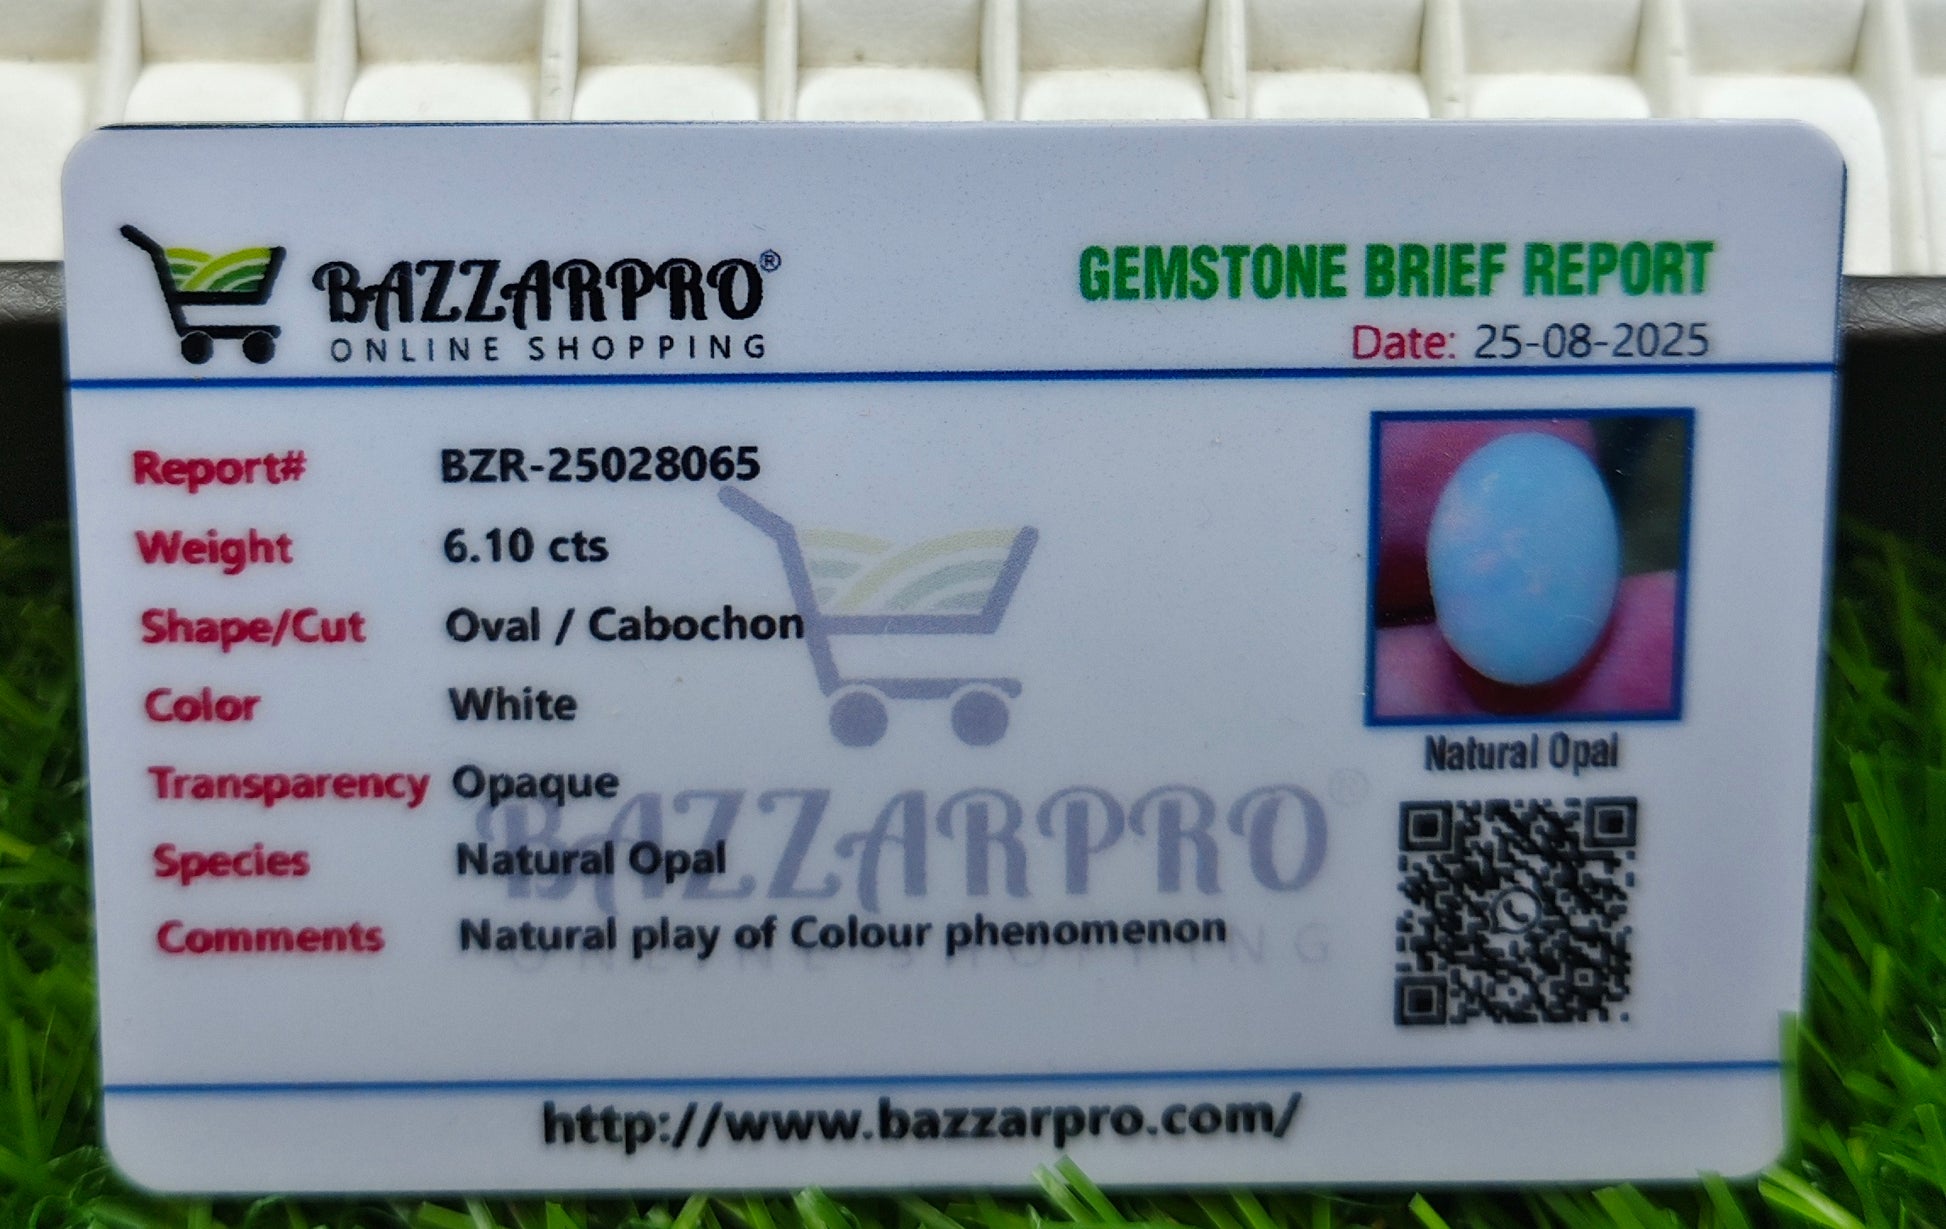 BAZZARPRO®
ONLINE SHOPPING
GEMSTONE BRIEF REPORT
Date: 25-08-2025
Report# BZR-25028065
Weight 6.10 cts
Shape/Cut Oval / Cabochon
Color White
Transparency Opaque
Species Natural Opal
Comments Natural play of Colour phenomenon
Natural Opal
BAZZARPRO®
ONLINE SHOPPING
http://www.bazzarpro.com/